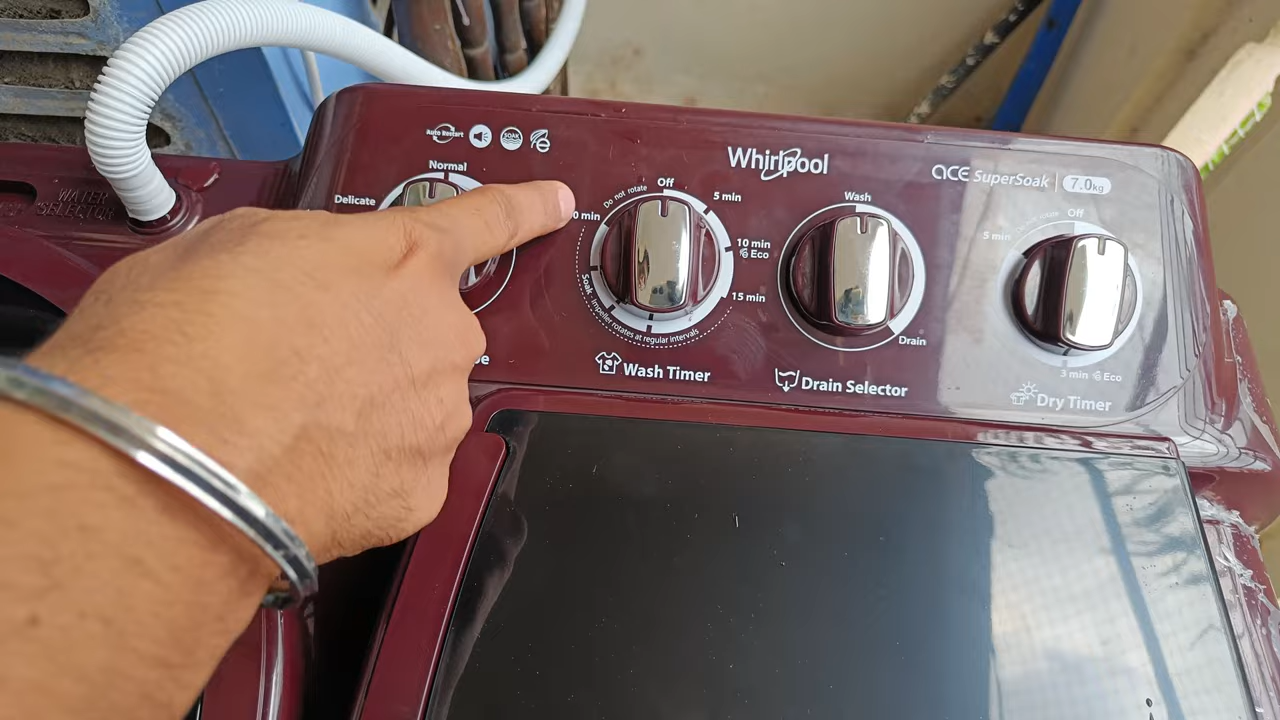 Auto Restart
SOAK
Normal
Delicate
WATER
SELECTOR
Do not rotate
Off
5 min
0 min
10 min
Eco
15 min
Soak - Impeller rotates at regular intervals
Wash Timer
Whirlpool
Wash
Drain
Drain Selector
ACE SuperSoak | 7.0kg
Off
5 min
3 min Eco
Dry Timer